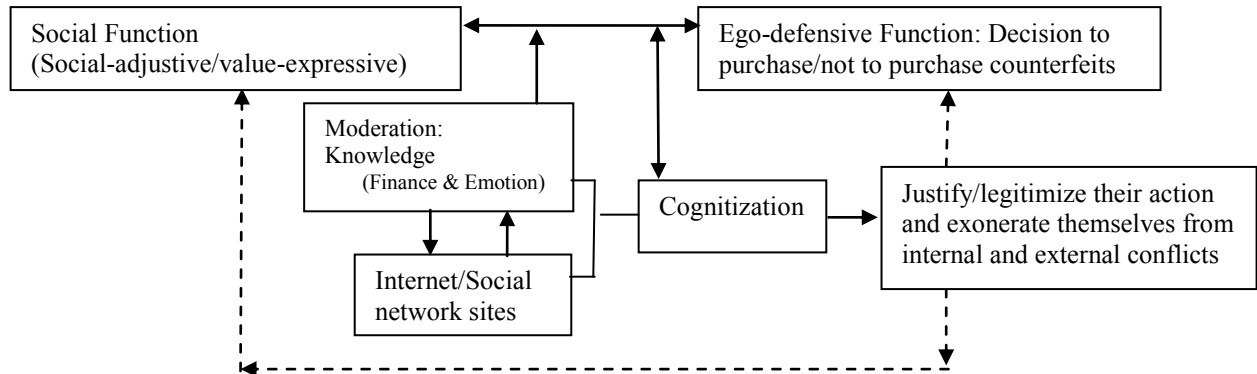 Social Function
(Social-adjustive/value-expressive)
Ego-defensive Function: Decision to
purchase/not to purchase counterfeits
Moderation:
Knowledge
(Finance & Emotion)
Cognitization
Justify/legitimize their action
and exonerate themselves from
internal and external conflicts
Internet/Social
network sites